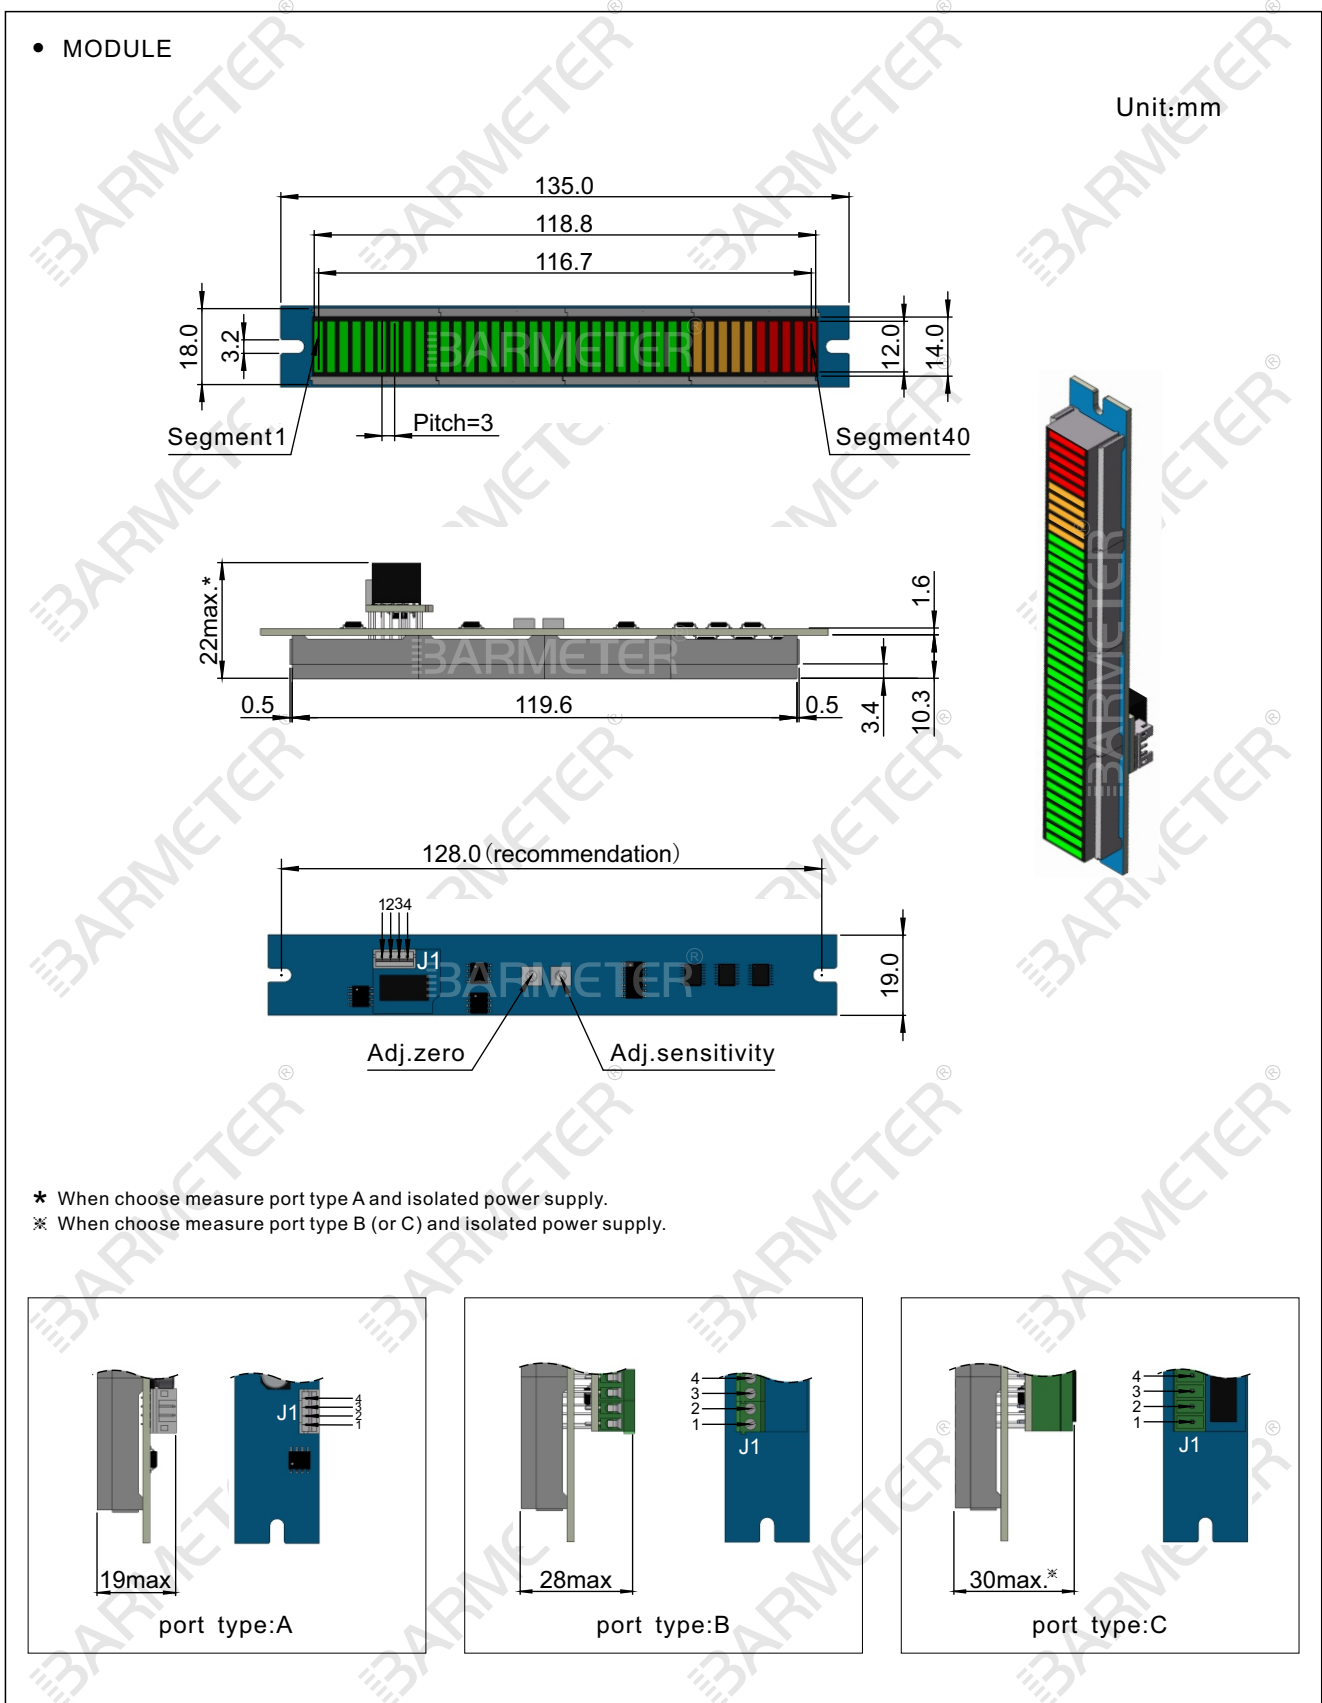 • MODULE
Unit:mm
135.0
118.8
116.7
18.0
3.2
12.0
14.0
BARMETER®
Pitch=3
Segment1
Segment40
22max.*
1.6
BARMETER®
0.5
119.6
0.5
3.4
10.3
BARMETER®
128.0(recommendation)
1234
J1
BARMETER®
19.0
Adj.zero
Adj.sensitivity
* When choose measure port type A and isolated power supply.
※ When choose measure port type B (or C) and isolated power supply.
J1
4
3
2
1
19max
port type:A
4
3
2
1
J1
28max
port type:B
4
3
2
1
J1
30max.※
port type:C